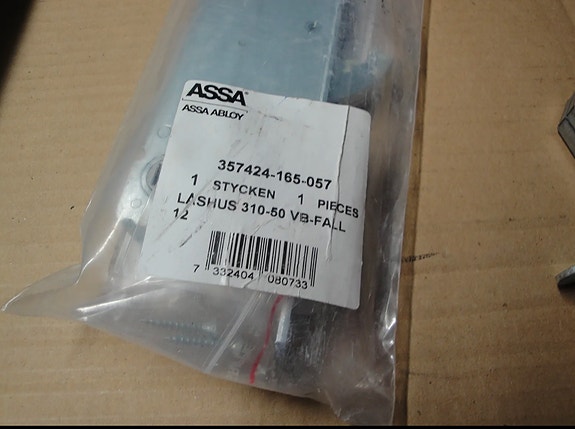 ASSA
ASSA ABLOY
357424-165-057
1 STYCKEN 1 PIECES
LASHUS 310-50 VB-FALL
12
7 332404 080733